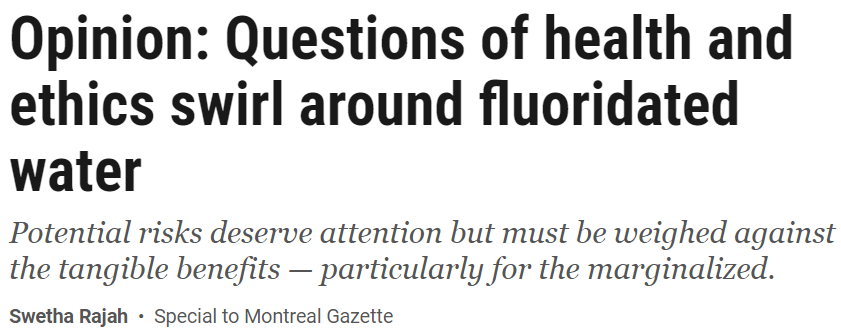 Opinion: Questions of health and
ethics swirl around fluoridated
water
Potential risks deserve attention but must be weighed against
the tangible benefits — particularly for the marginalized.
Swetha Rajah • Special to Montreal Gazette